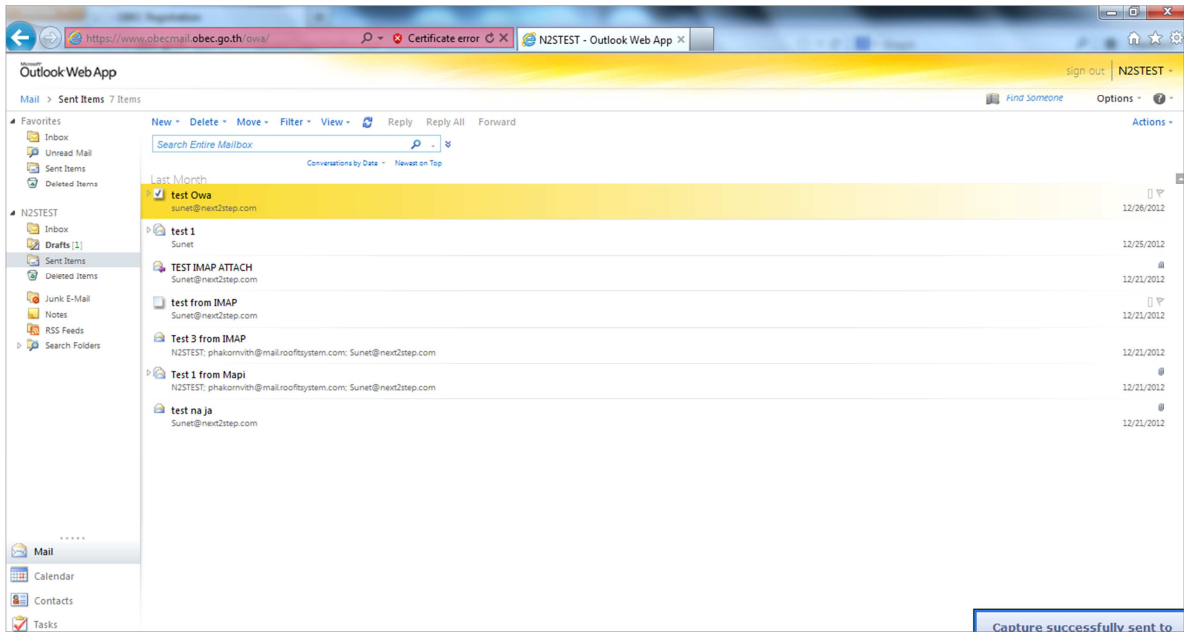 https://www.obecmail.obec.go.th/owa/ Certificate error N2STEST - Outlook Web App
Microsoft
Outlook Web App
sign out N2STEST
Mail > Sent Items 7 Items
Find Someone Options
Favorites
Inbox
Unread Mail
Sent Items
Deleted Items
N2STEST
Inbox
Drafts [1]
Sent Items
Deleted Items
Junk E-Mail
Notes
RSS Feeds
Search Folders
Mail
Calendar
Contacts
Tasks
New Delete Move Filter View Reply Reply All Forward Actions
Search Entire Mailbox
Conversations by Date Newest on Top
Last Month
test Owa
sunet@next2step.com 12/26/2012
test 1
Sunet 12/25/2012
TEST IMAP ATTACH
Sunet@next2step.com 12/21/2012
test from IMAP
Sunet@next2step.com 12/21/2012
Test 3 from IMAP
N2STEST; phakornvith@mail.roofitsystem.com; Sunet@next2step.com 12/21/2012
Test 1 from Mapi
N2STEST; phakornvith@mail.roofitsystem.com; Sunet@next2step.com 12/21/2012
test na ja
Sunet@next2step.com 12/21/2012
Capture successfully sent to